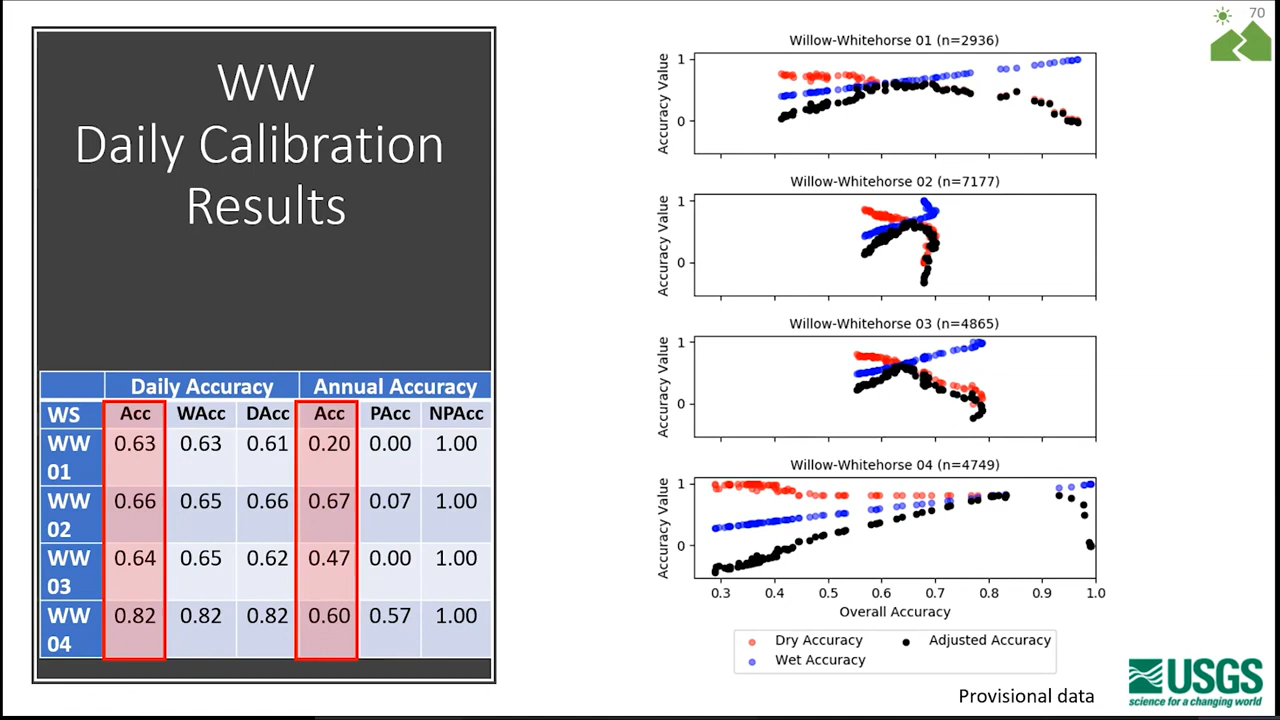 70
WW
Daily Calibration
Results
Daily Accuracy Annual Accuracy
WS Acc WAcc DAcc Acc PAcc NPAcc
WW 01 0.63 0.63 0.61 0.20 0.00 1.00
WW 02 0.66 0.65 0.66 0.67 0.07 1.00
WW 03 0.64 0.65 0.62 0.47 0.00 1.00
WW 04 0.82 0.82 0.82 0.60 0.57 1.00
Willow-Whitehorse 01 (n=2936)
Accuracy Value
1
0
Willow-Whitehorse 02 (n=7177)
Accuracy Value
1
0
Willow-Whitehorse 03 (n=4865)
Accuracy Value
1
0
Willow-Whitehorse 04 (n=4749)
Accuracy Value
1
0
0.3 0.4 0.5 0.6 0.7 0.8 0.9 1.0
Overall Accuracy
Dry Accuracy Adjusted Accuracy
Wet Accuracy
Provisional data
USGS
science for a changing world